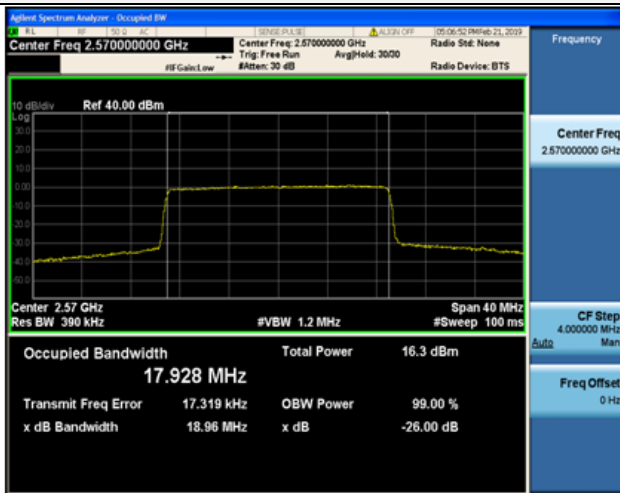 Agilent Spectrum Analyzer - Occupied BW
RL RF 50 Ω AC SENSE:PULSE ALIGN OFF 05:06:52 PM Feb 21, 2019
Center Freq 2.570000000 GHz
Center Freq: 2.570000000 GHz
Radio Std: None
Trig: Free Run Avg|Hold: 30/30
#IFGain:Low #Atten: 30 dB Radio Device: BTS
10 dB/div Ref 40.00 dBm
Log
30.0
20.0
10.0
0.00
-10.0
-20.0
-30.0
-40.0
-50.0
Center 2.57 GHz Span 40 MHz
Res BW 390 kHz #VBW 1.2 MHz #Sweep 100 ms
Occupied Bandwidth Total Power 16.3 dBm
17.928 MHz
Transmit Freq Error 17.319 kHz OBW Power 99.00 %
x dB Bandwidth 18.96 MHz x dB -26.00 dB
Frequency
Center Freq
2.570000000 GHz
CF Step
4.000000 MHz
Auto Man
Freq Offset
0 Hz